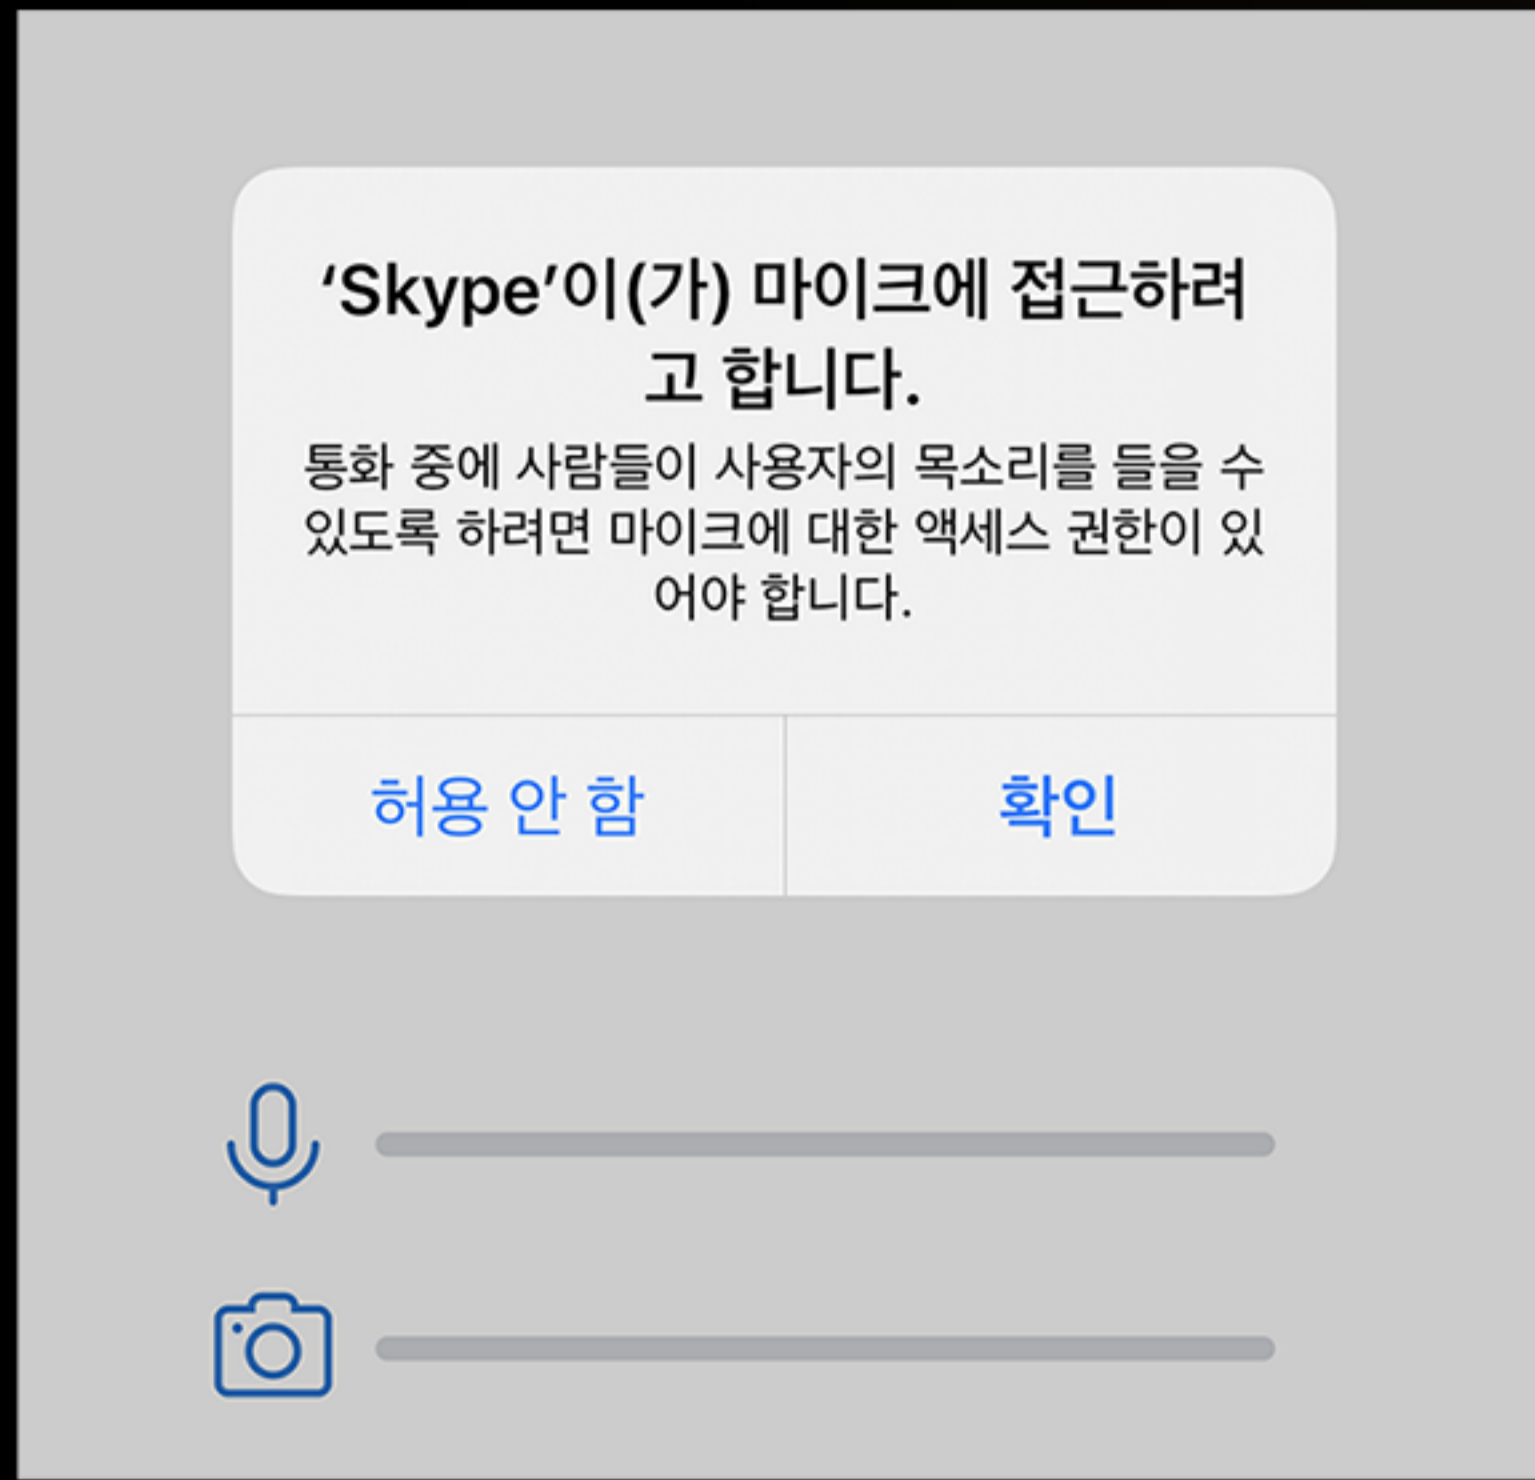 ‘Skype’이(가) 마이크에 접근하려
고 합니다.
통화 중에 사람들이 사용자의 목소리를 들을 수
있도록 하려면 마이크에 대한 액세스 권한이 있
어야 합니다.
허용 안 함
확인